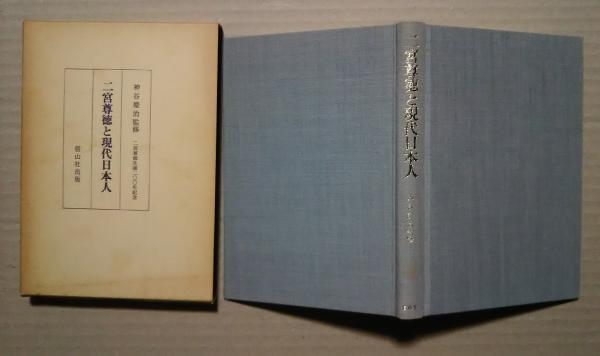 神谷慶治監修
二宮尊徳生誕二〇〇年記念
二宮尊徳と現代日本人
信山社出版
二宮尊徳と現代日本人